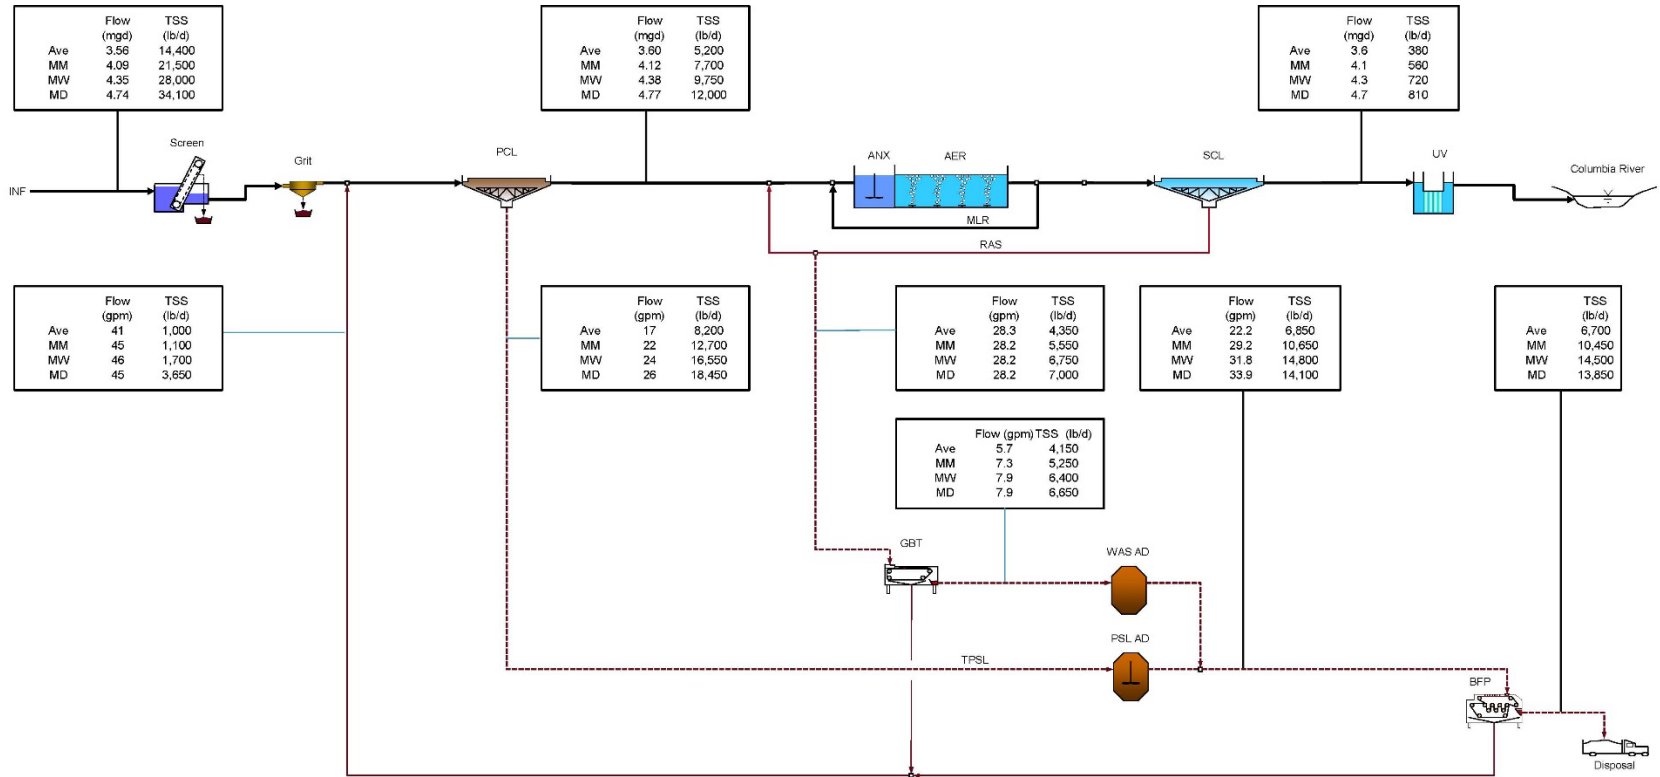 Flow TSS
(mgd) (lb/d)
Ave 3.56 14,400
MM 4.09 21,500
MW 4.35 28,000
MD 4.74 34,100
Flow TSS
(mgd) (lb/d)
Ave 3.60 5,200
MM 4.12 7,700
MW 4.38 9,750
MD 4.77 12,000
Flow TSS
(mgd) (lb/d)
Ave 3.6 380
MM 4.1 560
MW 4.3 720
MD 4.7 810
Screen
Grit
PCL
ANX
AER
SCL
UV
Columbia River
INF
MLR
RAS
Flow TSS
(gpm) (lb/d)
Ave 41 1,000
MM 45 1,100
MW 46 1,700
MD 45 3,650
Flow TSS
(gpm) (lb/d)
Ave 17 8,200
MM 22 12,700
MW 24 16,550
MD 26 18,450
Flow TSS
(gpm) (lb/d)
Ave 28.3 4,350
MM 28.2 5,550
MW 28.2 6,750
MD 28.2 7,000
Flow TSS
(gpm) (lb/d)
Ave 22.2 6,850
MM 29.2 10,650
MW 31.8 14,800
MD 33.9 14,100
TSS
(lb/d)
Ave 6,700
MM 10,450
MW 14,500
MD 13,850
Flow (gpm) TSS (lb/d)
Ave 5.7 4,150
MM 7.3 5,250
MW 7.9 6,400
MD 7.9 6,650
GBT
WAS AD
PSL AD
TPSL
BFP
Disposal